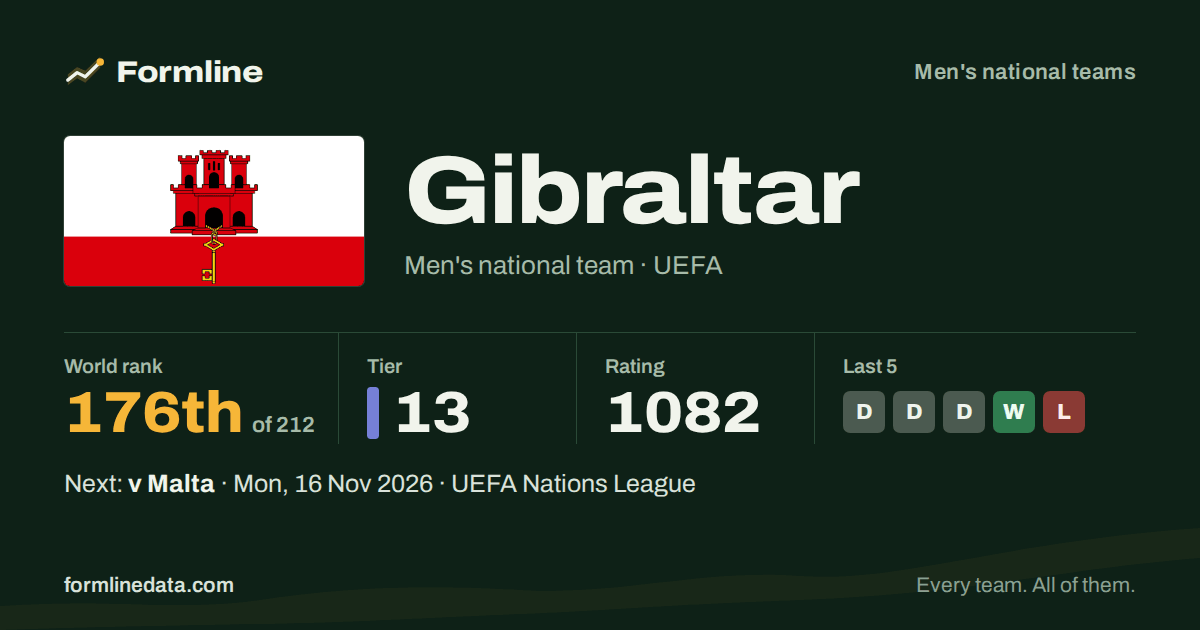 Formline
Men's national teams
Gibraltar
Men's national team · UEFA
World rank
176th of 212
Tier
13
Rating
1082
Last 5
D D D W L
Next: v Malta · Mon, 16 Nov 2026 · UEFA Nations League
formlinedata.com
Every team. All of them.